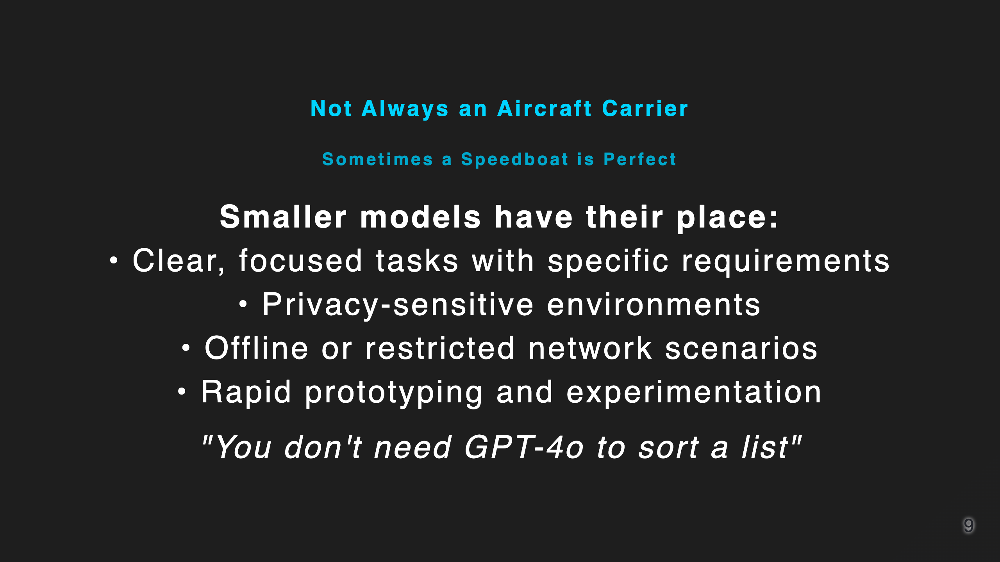 Not Always an Aircraft Carrier
Sometimes a Speedboat is Perfect
Smaller models have their place:
• Clear, focused tasks with specific requirements
• Privacy-sensitive environments
• Offline or restricted network scenarios
• Rapid prototyping and experimentation
"You don't need GPT-4o to sort a list"
9